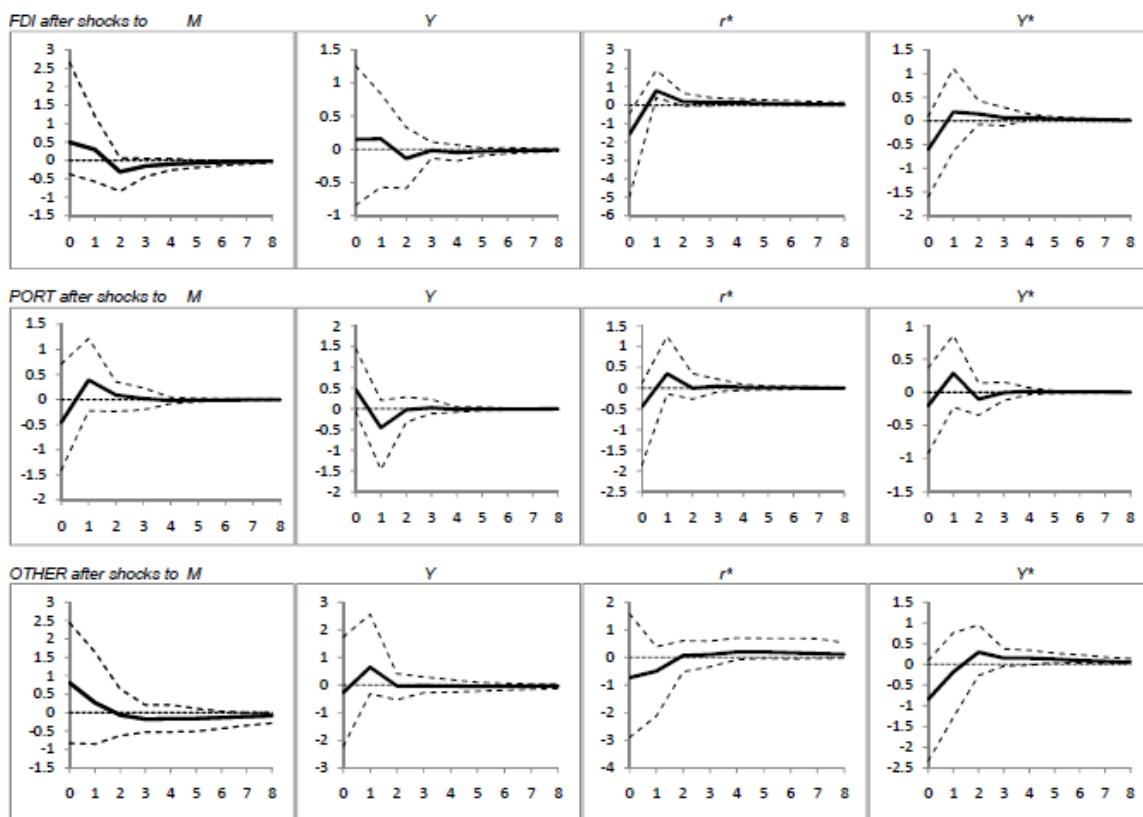 FDI after shocks to M Y r* Y*
3 1.5 3 1.5
2.5 1 2 1
2 0.5 1 0.5
1.5 0 0 0
1 -0.5 -1 -0.5
0.5 -1 -2 -1
0 -3 -1.5
-0.5 -4 -2
-1 -5
-1.5 -6
0 1 2 3 4 5 6 7 8 0 1 2 3 4 5 6 7 8 0 1 2 3 4 5 6 7 8 0 1 2 3 4 5 6 7 8
PORT after shocks to M Y r* Y*
1.5 2 1.5 1
1 1.5 1 0.5
0.5 1 0.5 0
0 0.5 0 -0.5
-0.5 0 -0.5 -1
-1 -0.5 -1 -1.5
-1.5 -1 -1.5
-2 -1.5 -2
-2 -2.5
0 1 2 3 4 5 6 7 8 0 1 2 3 4 5 6 7 8 0 1 2 3 4 5 6 7 8 0 1 2 3 4 5 6 7 8
OTHER after shocks to M Y r* Y*
3 3 2 1.5
2.5 2 1 1
2 1 0 0.5
1.5 0 -1 0
1 -1 -2 -0.5
0.5 -2 -3 -1
0 -3 -4 -1.5
-0.5 -2
-1 -2.5
-1.5
0 1 2 3 4 5 6 7 8 0 1 2 3 4 5 6 7 8 0 1 2 3 4 5 6 7 8 0 1 2 3 4 5 6 7 8